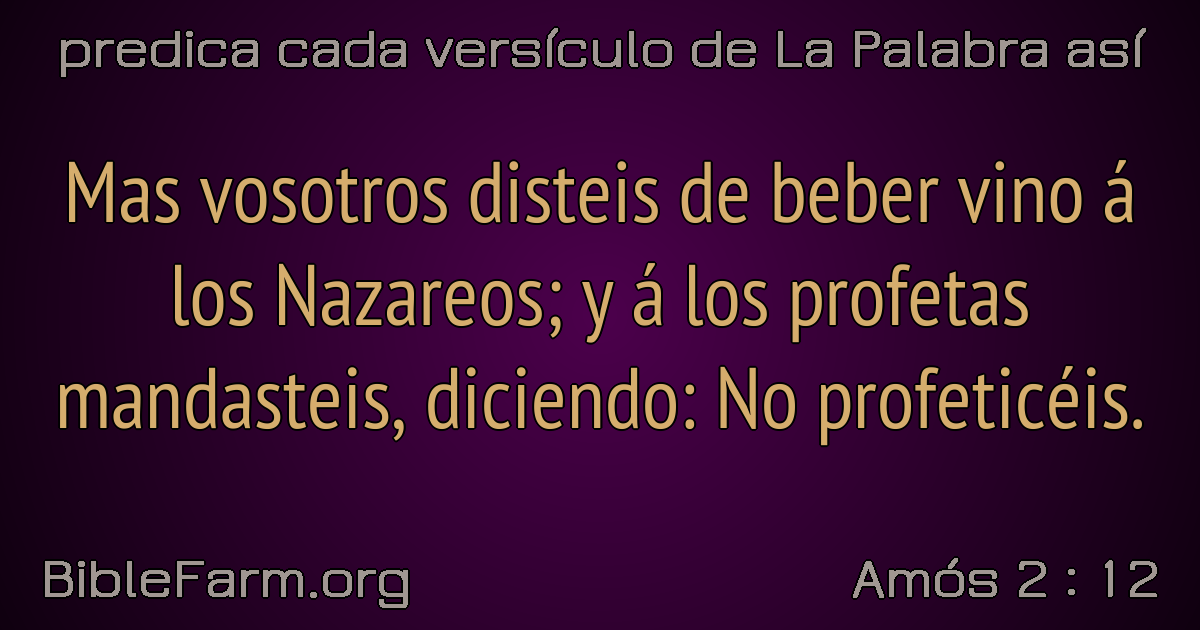 predica cada versículo de La Palabra así
Mas vosotros disteis de beber vino á
los Nazareos; y á los profetas
mandasteis, diciendo: No profeticéis.
BibleFarm.org
Amós 2 : 12